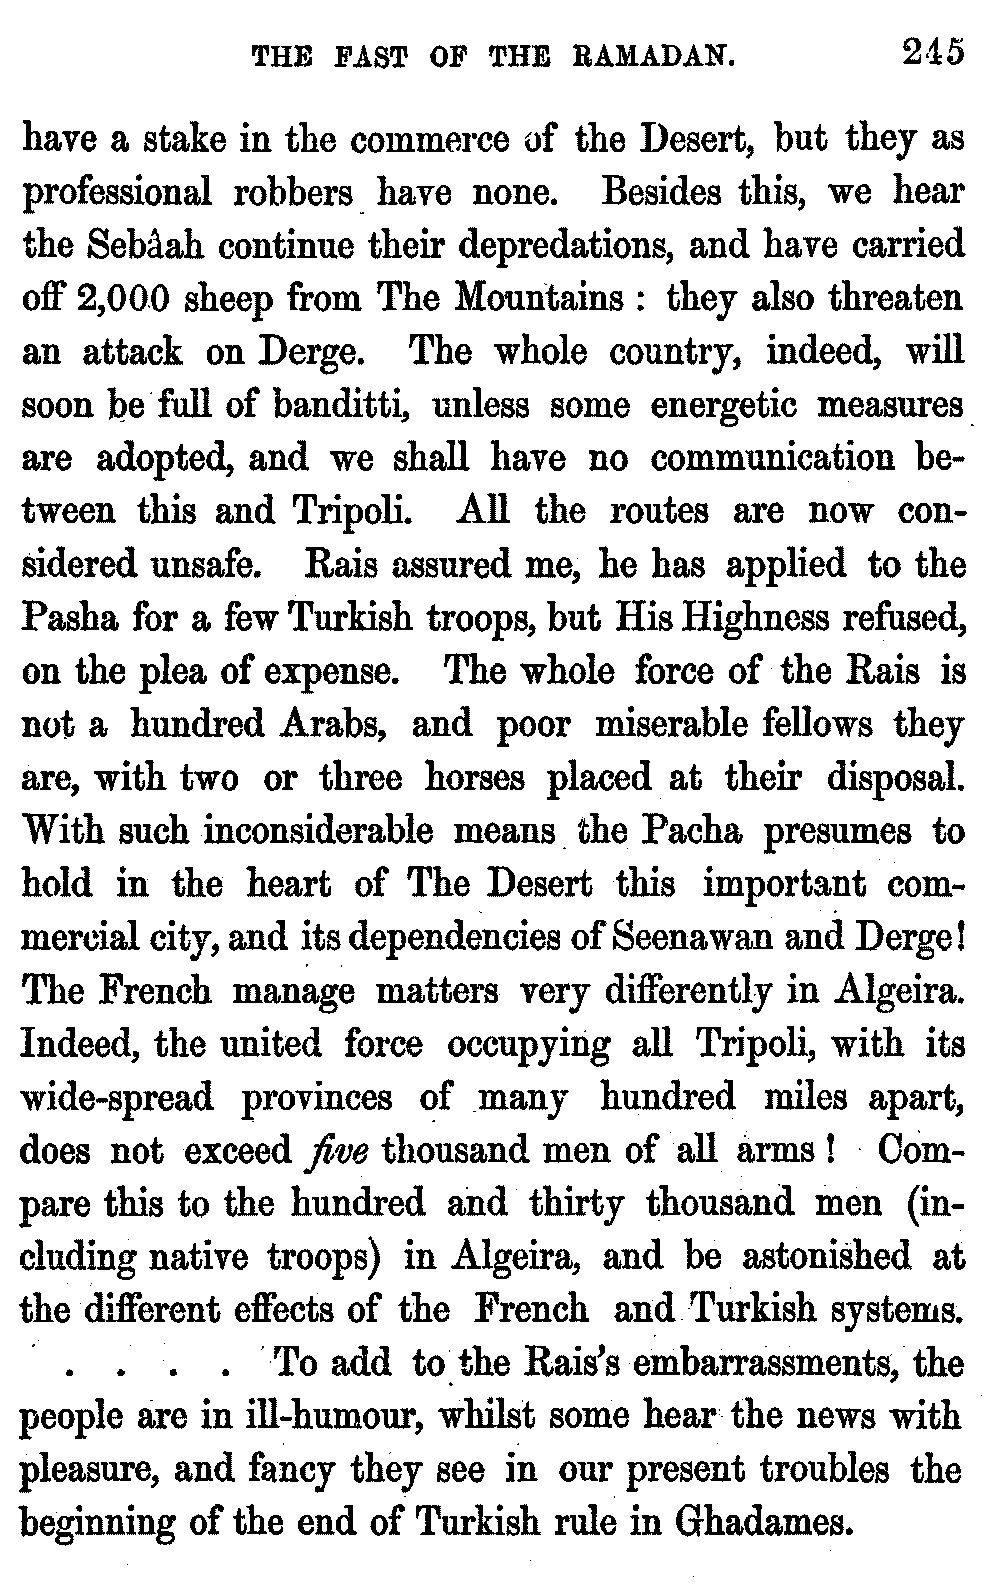 THE FAST OF THE RAMADAN. 245
have a stake in the commerce of the Desert, but they as
professional robbers have none. Besides this, we hear
the Sebâah continue their depredations, and have carried
off 2,000 sheep from The Mountains : they also threaten
an attack on Derge. The whole country, indeed, will
soon be full of banditti, unless some energetic measures
are adopted, and we shall have no communication be-
tween this and Tripoli. All the routes are now con-
sidered unsafe. Rais assured me, he has applied to the
Pasha for a few Turkish troops, but His Highness refused,
on the plea of expense. The whole force of the Rais is
not a hundred Arabs, and poor miserable fellows they
are, with two or three horses placed at their disposal.
With such inconsiderable means the Pacha presumes to
hold in the heart of The Desert this important com-
mercial city, and its dependencies of Seenawan and Derge!
The French manage matters very differently in Algeira.
Indeed, the united force occupying all Tripoli, with its
wide-spread provinces of many hundred miles apart,
does not exceed five thousand men of all arms ! Com-
pare this to the hundred and thirty thousand men (in-
cluding native troops) in Algeira, and be astonished at
the different effects of the French and Turkish systems.
. . . . To add to the Rais's embarrassments, the
people are in ill-humour, whilst some hear the news with
pleasure, and fancy they see in our present troubles the
beginning of the end of Turkish rule in Ghadames.